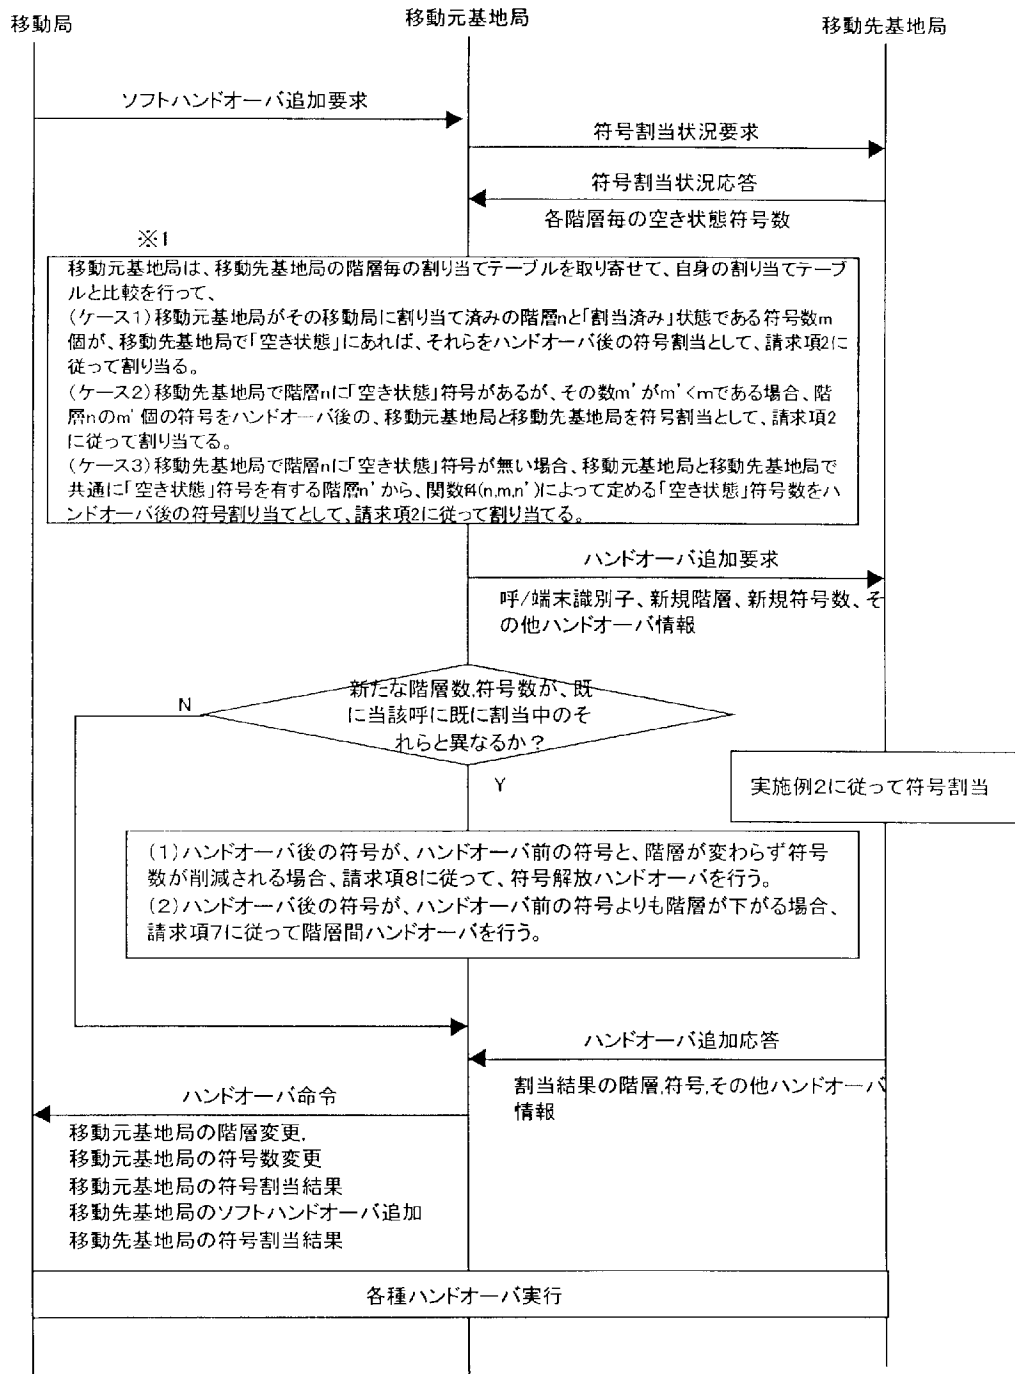 移動局
移動元基地局
移動先基地局
ソフトハンドオーバ追加要求
符号割当状況要求
符号割当状況応答
各階層毎の空き状態符号数
※1
移動元基地局は、移動先基地局の階層毎の割り当てテーブルを取り寄せて、自身の割り当てテーブ
ルと比較を行って、
(ケース1)移動元基地局がその移動局に割り当て済みの階層nと「割当済み」状態である符号数m
個が、移動先基地局で「空き状態」にあれば、それらをハンドオーバ後の符号割当として、請求項2に
従って割り当る。
(ケース2)移動先基地局で階層nに「空き状態」符号があるが、その数m'がm'<mである場合、階
層nのm'個の符号をハンドオーバ後の、移動元基地局と移動先基地局を符号割当として、請求項2
に従って割り当てる。
(ケース3)移動先基地局で階層nに「空き状態」符号が無い場合、移動元基地局と移動先基地局で
共通に「空き状態」符号を有する階層n'から、関数f4(n,m,n')によって定める「空き状態」符号数をハ
ンドオーバ後の符号割り当てとして、請求項2に従って割り当てる。
ハンドオーバ追加要求
呼/端末識別子、新規階層、新規符号数、そ
の他ハンドオーバ情報
新たな階層数,符号数が、既
に当該呼に既に割当中のそ
れらと異なるか？
N
Y
実施例2に従って符号割当
(1)ハンドオーバ後の符号が、ハンドオーバ前の符号と、階層が変わらず符号
数が削減される場合、請求項8に従って、符号解放ハンドオーバを行う。
(2)ハンドオーバ後の符号が、ハンドオーバ前の符号よりも階層が下がる場合、
請求項7に従って階層間ハンドオーバを行う。
ハンドオーバ追加応答
割当結果の階層,符号,その他ハンドオーバ
情報
ハンドオーバ命令
移動元基地局の階層変更,
移動元基地局の符号数変更
移動元基地局の符号割当結果
移動先基地局のソフトハンドオーバ追加
移動先基地局の符号割当結果
各種ハンドオーバ実行